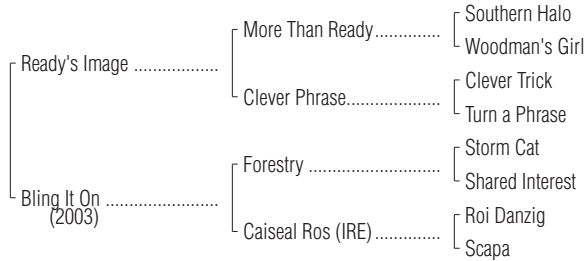 Southern Halo
More Than Ready..............
Woodman's Girl
Ready's Image ..................
Clever Trick
Clever Phrase....................
Turn a Phrase
Storm Cat
Forestry ............................
Shared Interest
Bling It On ........................
(2003)
Roi Danzig
Caiseal Ros (IRE)..............
Scapa